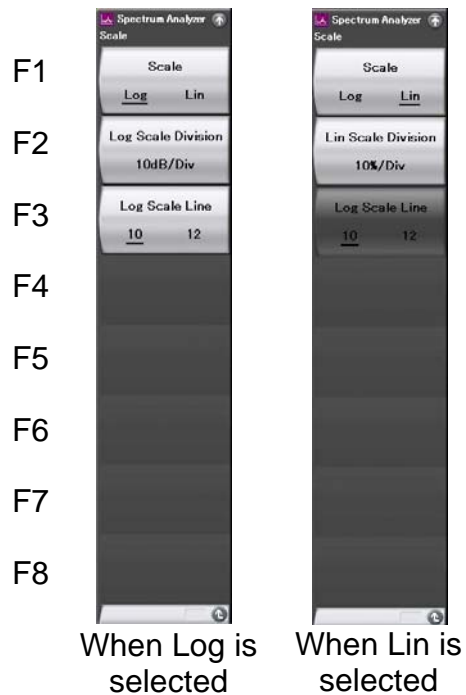 Spectrum Analyzer
Scale
F1
Scale
Log Lin
F2
Log Scale Division
10dB/Div
F3
Log Scale Line
10 12
F4
F5
F6
F7
F8
When Log is
selected
Spectrum Analyzer
Scale
Scale
Log Lin
Lin Scale Division
10%/Div
Log Scale Line
10 12
When Lin is
selected